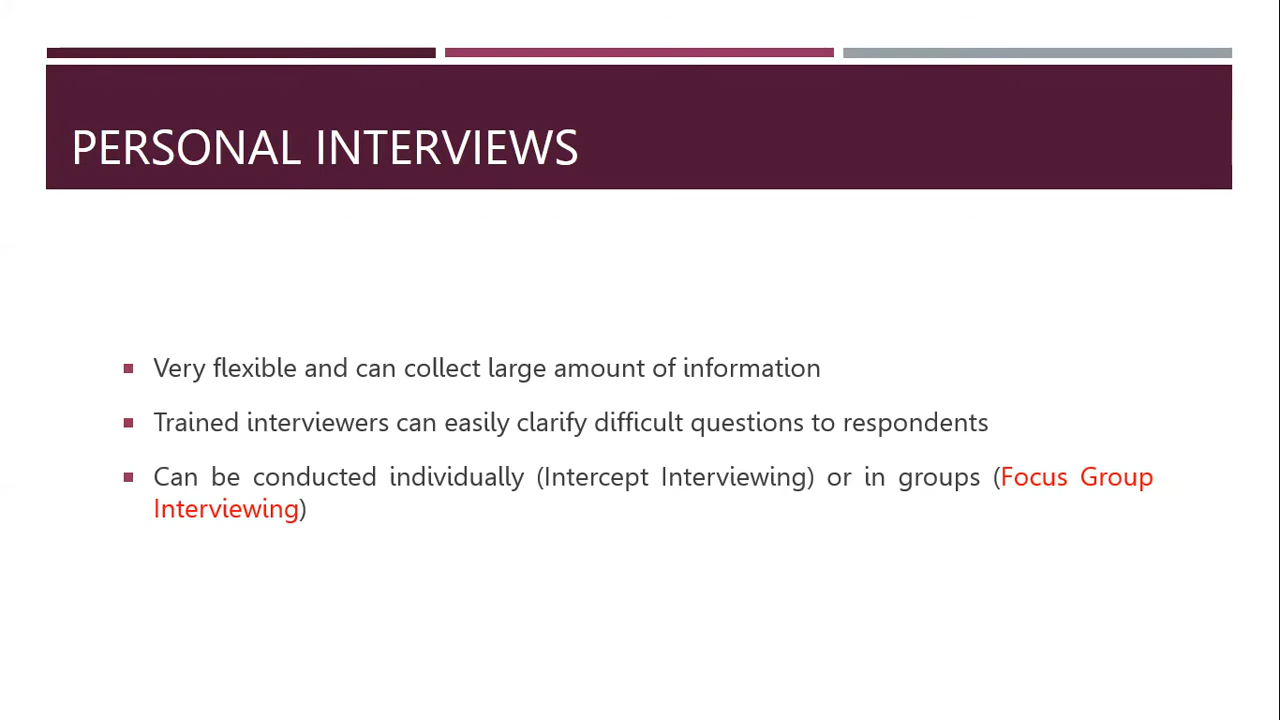 PERSONAL INTERVIEWS
Very flexible and can collect large amount of information
Trained interviewers can easily clarify difficult questions to respondents
Can be conducted individually (Intercept Interviewing) or in groups (Focus Group
Interviewing)